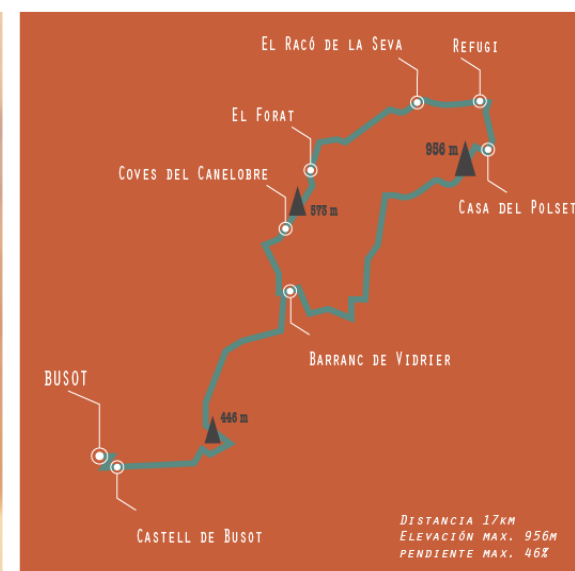 El Racó de la Seva
Refugi
El Forat
956 m
Coves del Canelobre
573 m
Casa del Polset
Barranc de Vidrier
BUSOT
446 m
Castell de Busot
Distancia 17km
Elevación max. 956m
pendiente max. 46%